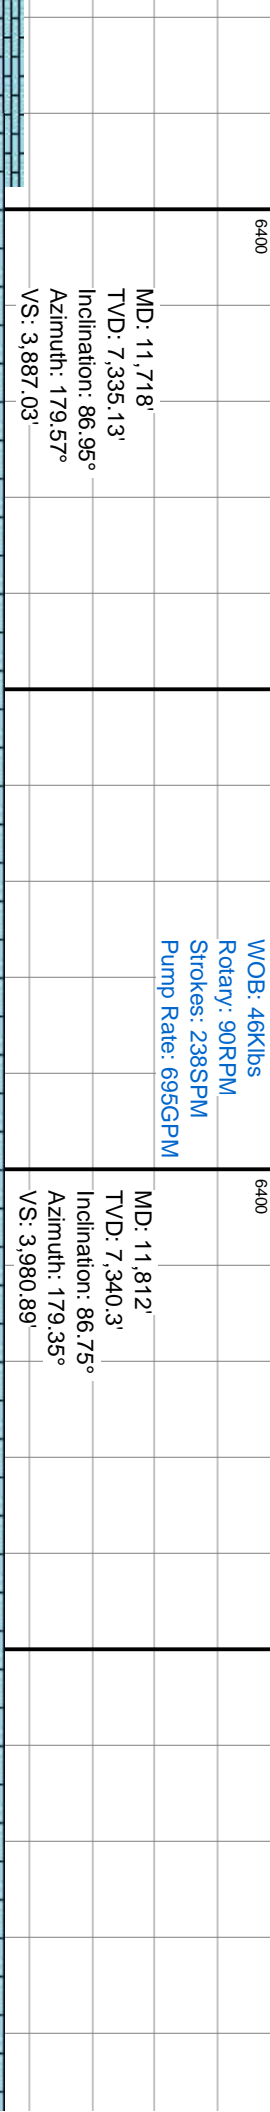 6400
MD: 11,718'
TVD: 7,335.13'
Inclination: 86.95°
Azimuth: 179.57°
VS: 3,887.03'
WOB: 46Klbs
Rotary: 90RPM
Strokes: 238SPM
Pump Rate: 695GPM
6400
MD: 11,812'
TVD: 7,340.3'
Inclination: 86.75°
Azimuth: 179.35°
VS: 3,980.89'